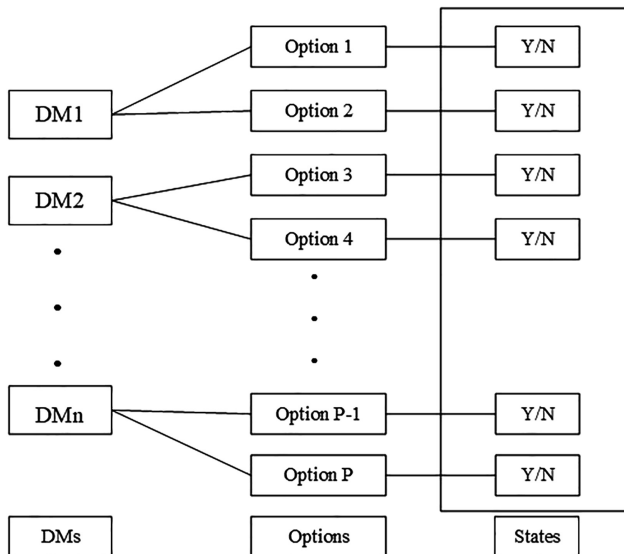 Option 1
Y/N
DM1
Option 2
Y/N
Option 3
Y/N
DM2
Option 4
Y/N
DMn
Option P-1
Y/N
Option P
Y/N
DMs
Options
States